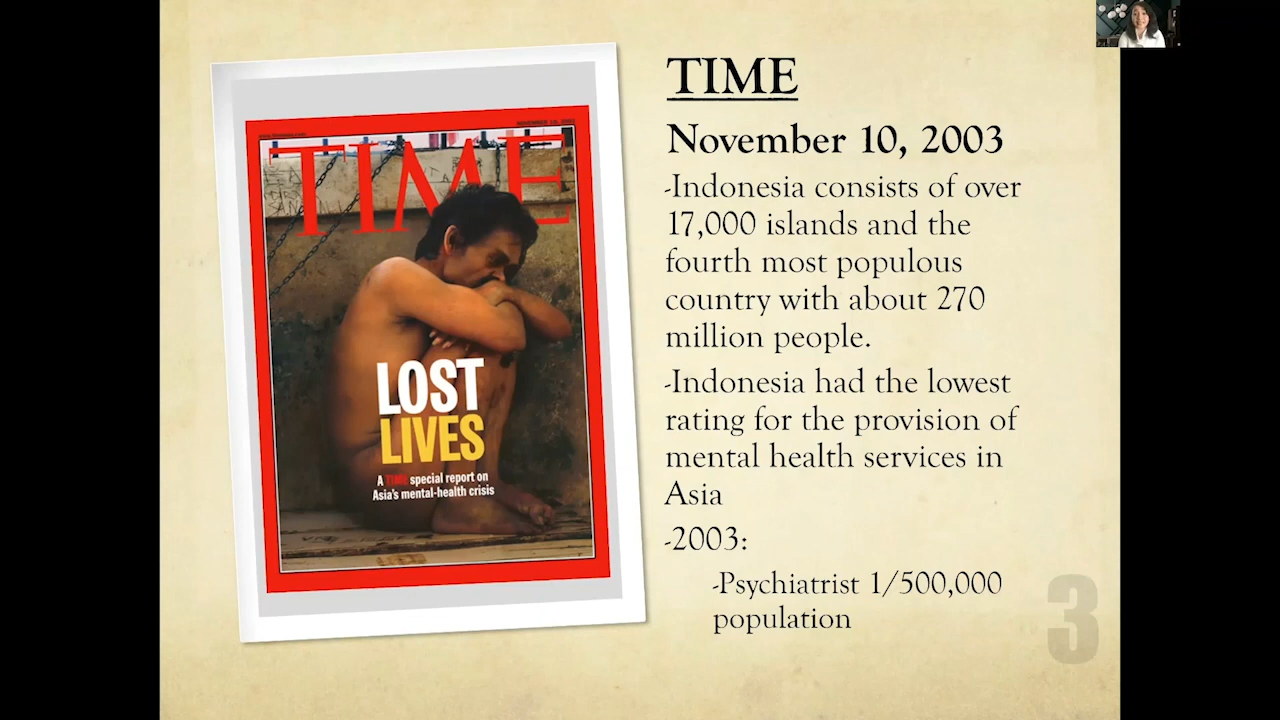 TIME
LOST
LIVES
A TIME special report on
Asia's mental-health crisis
TIME
November 10, 2003
-Indonesia consists of over
17,000 islands and the
fourth most populous
country with about 270
million people.
-Indonesia had the lowest
rating for the provision of
mental health services in
Asia
-2003:
-Psychiatrist 1/500,000
population
3